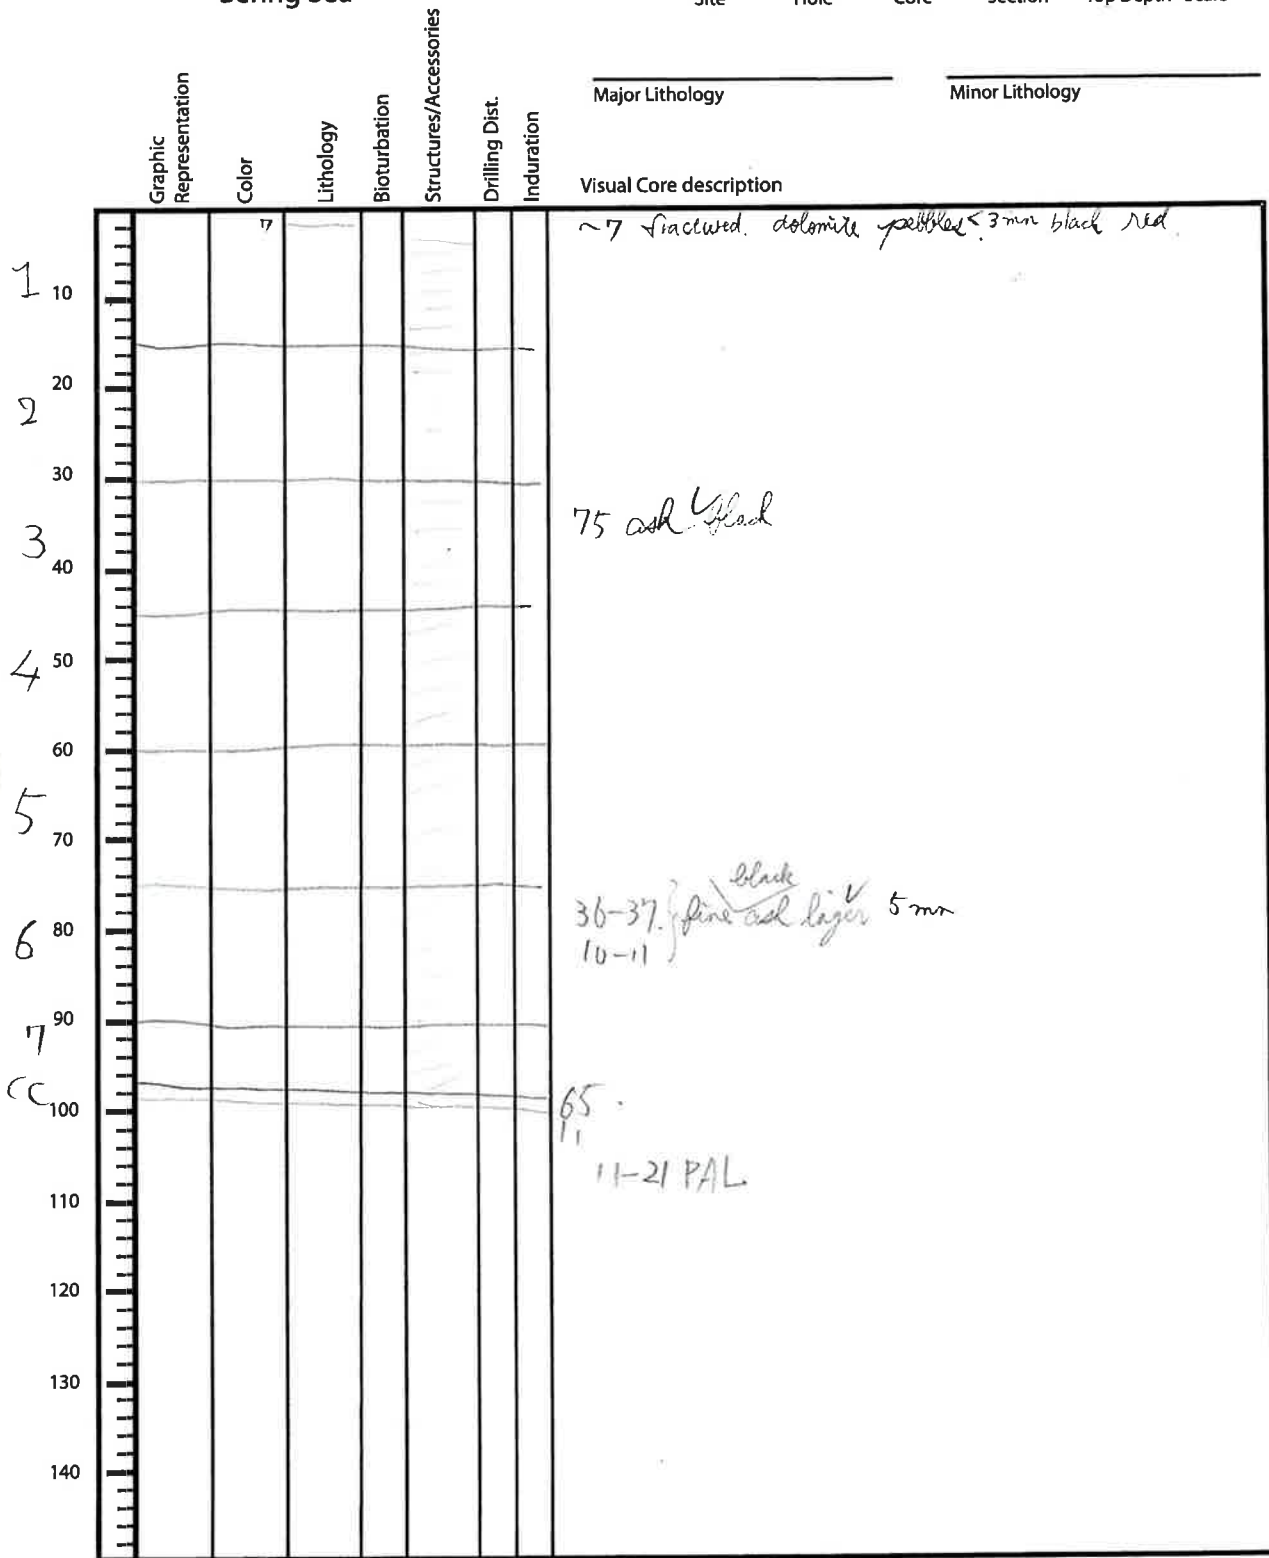 Bering Sea
Site Hole Core Section Top Depth Scale
Major Lithology
Minor Lithology
Graphic Representation
Color
Lithology
Bioturbation
Structures/Accessories
Drilling Dist.
Induration
Visual Core description
7
~7 fractured. dolomite pebbles < 3mm black red
1
10
20
2
30
75 ash black
3
40
4
50
60
5
70
black
36-37. fine ash layer 5mm
6
80
10-11
90
7
CC
100
65
11
11-21 PAL
110
120
130
140